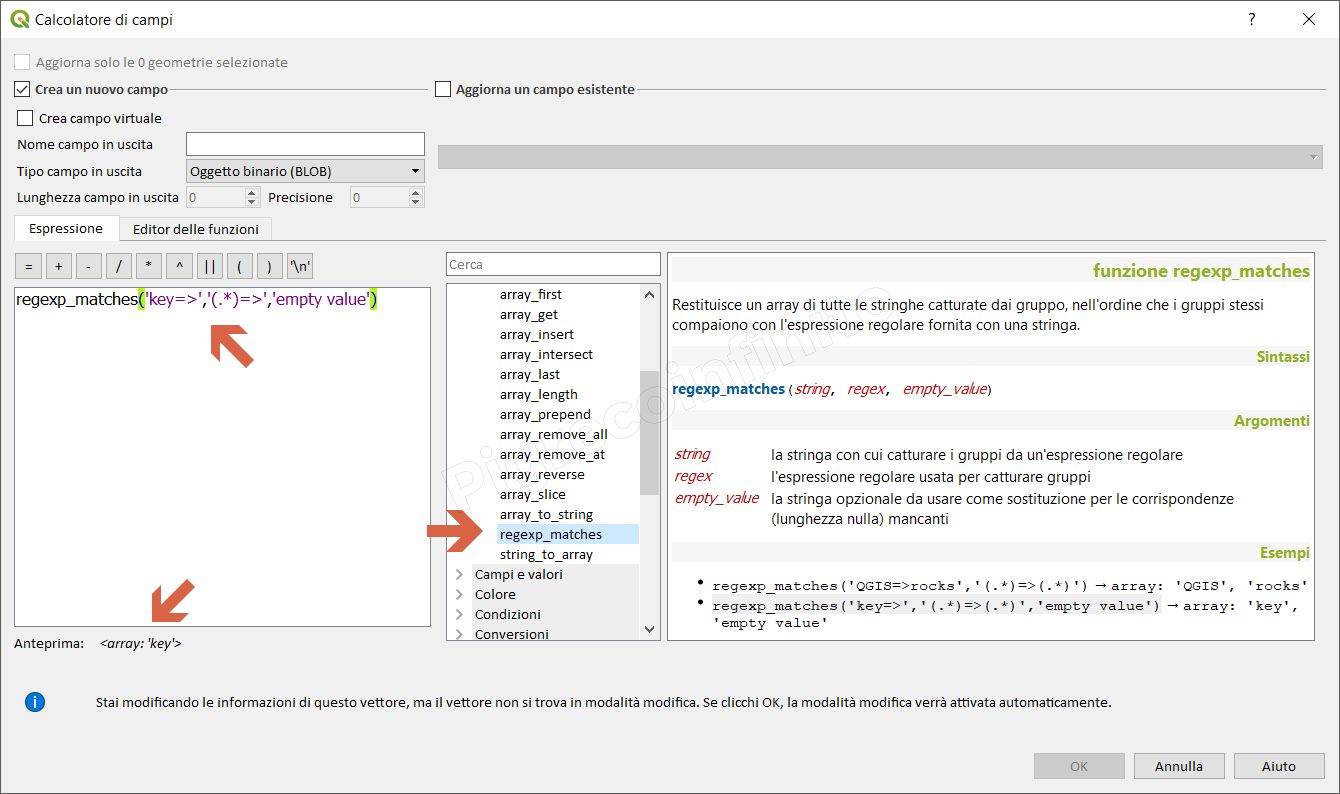 Calcolatore di campi
?
Aggiorna solo le 0 geometrie selezionate
Crea un nuovo campo
Aggiorna un campo esistente
Crea campo virtuale
Nome campo in uscita
Tipo campo in uscita
Oggetto binario (BLOB)
Lunghezza campo in uscita
0
Precisione
0
Espressione
Editor delle funzioni
= + - / * ^ || ( ) '\n'
regexp_matches('key=>','(.*)=>','empty value')
Anteprima: <array: 'key'>
Cerca
array_first
array_get
array_insert
array_intersect
array_last
array_length
array_prepend
array_remove_all
array_remove_at
array_reverse
array_slice
array_to_string
regexp_matches
string_to_array
Campi e valori
Colore
Condizioni
Conversioni
funzione regexp_matches
Restituisce un array di tutte le stringhe catturate dai gruppo, nell'ordine che i gruppi stessi
compaiono con l'espressione regolare fornita con una stringa.
Sintassi
regexp_matches(string, regex, empty_value)
Argomenti
string la stringa con cui catturare i gruppi da un'espressione regolare
regex l'espressione regolare usata per catturare gruppi
empty_value la stringa opzionale da usare come sostituzione per le corrispondenze
(lunghezza nulla) mancanti
Esempi
• regexp_matches('QGIS=>rocks','(.*)=>(.*)') → array: 'QGIS', 'rocks'
• regexp_matches('key=>','(.*)=>(.*)','empty value') → array: 'key',
'empty value'
Pigrecoinfinito
Stai modificando le informazioni di questo vettore, ma il vettore non si trova in modalità modifica. Se clicchi OK, la modalità modifica verrà attivata automaticamente.
OK
Annulla
Aiuto